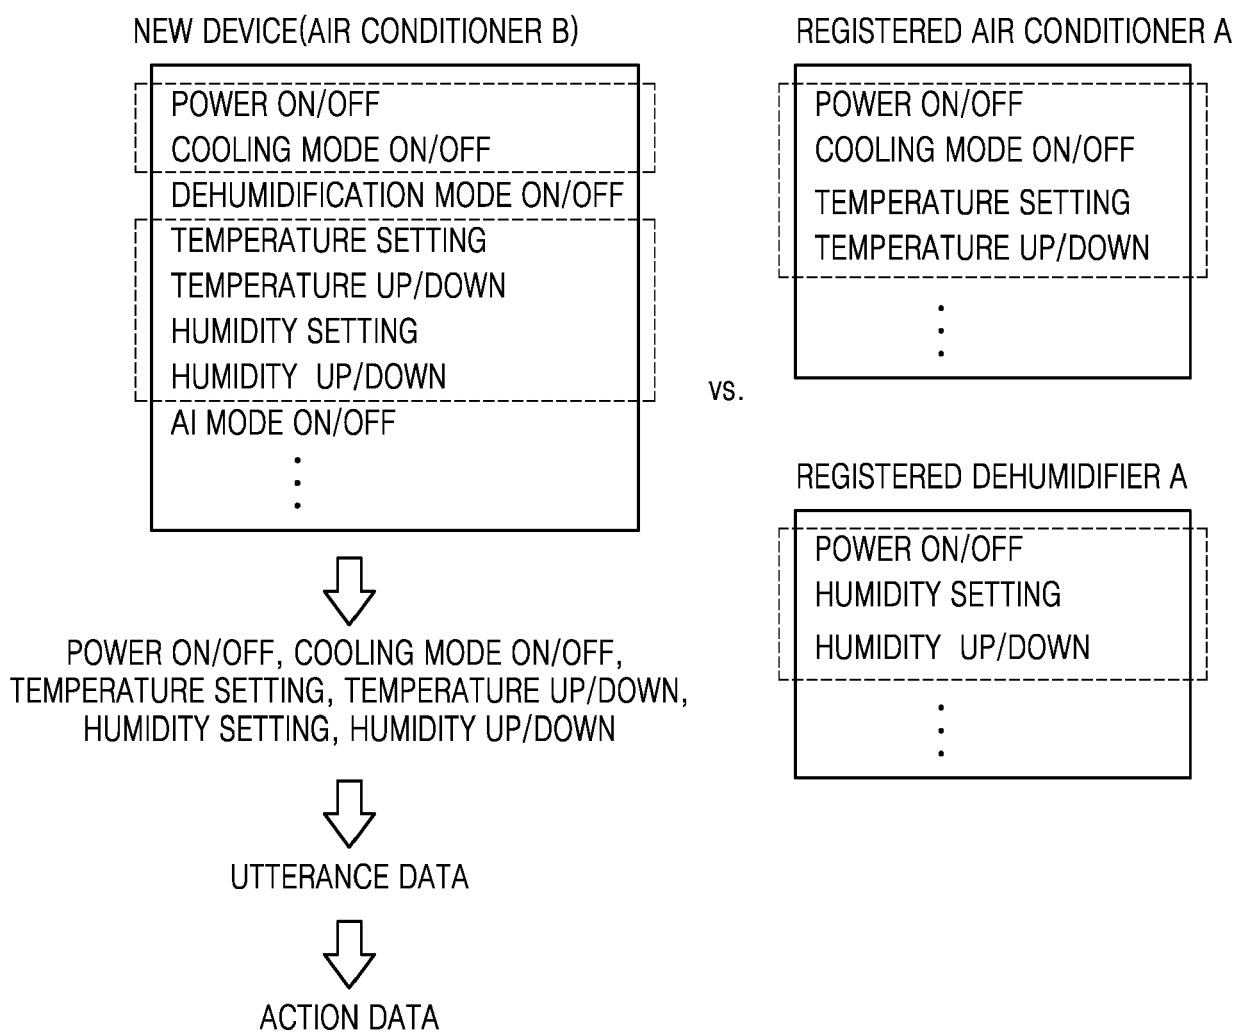 NEW DEVICE(AIR CONDITIONER B)
POWER ON/OFF
COOLING MODE ON/OFF
DEHUMIDIFICATION MODE ON/OFF
TEMPERATURE SETTING
TEMPERATURE UP/DOWN
HUMIDITY SETTING
HUMIDITY UP/DOWN
AI MODE ON/OFF
vs.
REGISTERED AIR CONDITIONER A
POWER ON/OFF
COOLING MODE ON/OFF
TEMPERATURE SETTING
TEMPERATURE UP/DOWN
REGISTERED DEHUMIDIFIER A
POWER ON/OFF
HUMIDITY SETTING
HUMIDITY UP/DOWN
POWER ON/OFF, COOLING MODE ON/OFF,
TEMPERATURE SETTING, TEMPERATURE UP/DOWN,
HUMIDITY SETTING, HUMIDITY UP/DOWN
UTTERANCE DATA
ACTION DATA